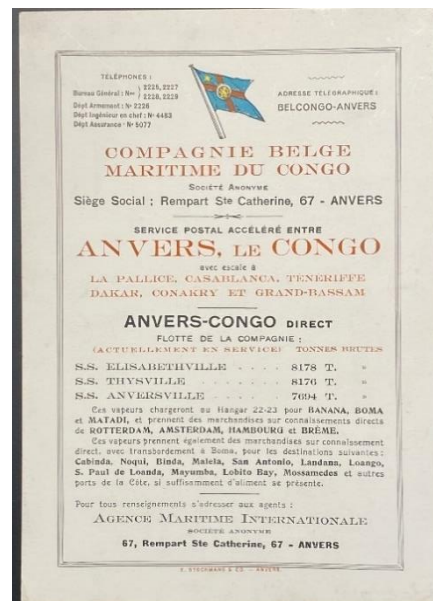 TÉLÉPHONES :
Bureau Général : Nos } 2225, 2227
2228, 2229
Dépt Armement : No 2226
Dépt Ingénieur en chef : No 4463
Dépt Assurance : No 5077
ADRESSE TÉLÉGRAPHIQUE :
BELCONGO-ANVERS
COMPAGNIE BELGE
MARITIME DU CONGO
SOCIÉTÉ ANONYME
Siège Social : Rempart Ste Catherine, 67 - ANVERS
SERVICE POSTAL ACCÉLÉRÉ ENTRE
ANVERS, LE CONGO
avec escale à
LA PALLICE, CASABLANCA, TENERIFFE
DAKAR, CONAKRY ET GRAND-BASSAM
ANVERS-CONGO DIRECT
FLOTTE DE LA COMPAGNIE :
(ACTUELLEMENT EN SERVICE) TONNES BRUTES
S.S. ELISABETHVILLE . . . . 8178 T. »
S.S. THYSVILLE . . . . . . . 8176 T. »
S.S. ANVERSVILLE . . . . . 7694 T. »
Ces vapeurs chargeront au Hangar 22-23 pour BANANA, BOMA
et MATADI, et prennent des marchandises sur connaissements directs
de ROTTERDAM, AMSTERDAM, HAMBOURG et BRÊME.
Ces vapeurs prennent également des marchandises sur connaissement
direct, avec transbordement à Boma, pour les destinations suivantes :
Cabinda, Noqui, Binda, Malela, San Antonio, Landana, Loango,
S. Paul de Loanda, Mayumba, Lobito Bay, Mossamedes et autres
ports de la Côte, si suffisamment d'aliment se présente.
Pour tous renseignements s'adresser aux agents :
AGENCE MARITIME INTERNATIONALE
SOCIÉTÉ ANONYME
67, Rempart Ste Catherine, 67 - ANVERS
STOCKMANS & CO. — ANVERS.